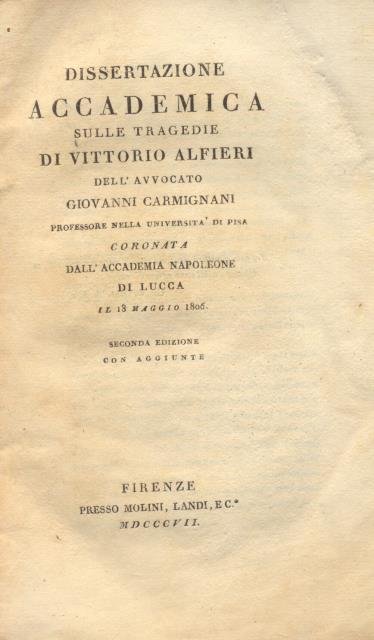 DISSERTAZIONE
ACCADEMICA
SULLE TRAGEDIE
DI VITTORIO ALFIERI
DELL' AVVOCATO
GIOVANNI CARMIGNANI
PROFESSORE NELLA UNIVERSITA' DI PISA
CORONATA
DALL' ACCADEMIA NAPOLEONE
DI LUCCA
IL 18 MAGGIO 1806.
SECONDA EDIZIONE
CON AGGIUNTE
FIRENZE
PRESSO MOLINI, LANDI, E C.°
MDCCCVII.